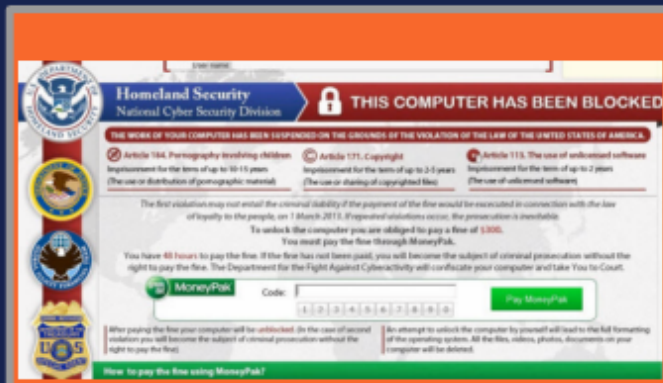 User name:
Homeland Security
National Cyber Security Division
THIS COMPUTER HAS BEEN BLOCKED
THE WORK OF YOUR COMPUTER HAS BEEN SUSPENDED ON THE GROUNDS OF THE VIOLATION OF THE LAW OF THE UNITED STATES OF AMERICA.
Article 184. Pornography involving children
Imprisonment for the term of up to 10-15 years
(The use or distribution of pornographic material)
Article 171. Copyright
Imprisonment for the term of up to 2-5 years
(The use or sharing of copyrighted files)
Article 113. The use of unlicensed software
Imprisonment for the term of up to 2 years
(The use of unlicensed software)
The first violation may not entail the criminal liability if the payment of the fine would be executed in connection with the law
of loyalty to the people, on 1 March 2013. If repeated violations occur, the prosecution is inevitable.
To unlock the computer you are obliged to pay a fine of $300.
You must pay the fine through MoneyPak.
You have 48 hours to pay the fine. If the fine has not been paid, you will become the subject of criminal prosecution without the
right to pay the fine. The Department for the Fight Against Cyberactivity will confiscate your computer and take You to Court.
MoneyPak
Code:
1 2 3 4 5 6 7 8 9 0
Pay MoneyPak
After paying the fine your computer will be unblocked. (In the case of second
violation you will become the subject of criminal prosecution without the
right to pay the fine).
An attempt to unlock the computer by yourself will lead to the full formatting
of the operating system. All the files, videos, photos, documents on your
computer will be deleted.
How to pay the fine using MoneyPak?